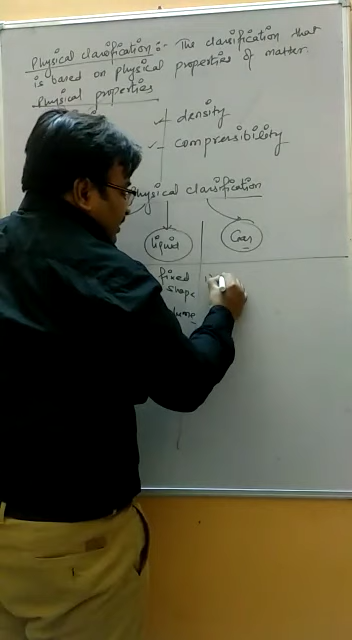 Physical classification :- The classification that
is based on physical properties of matter.
Physical properties
density
compressibility
Physical classification
liquid Gas
fixed
shape